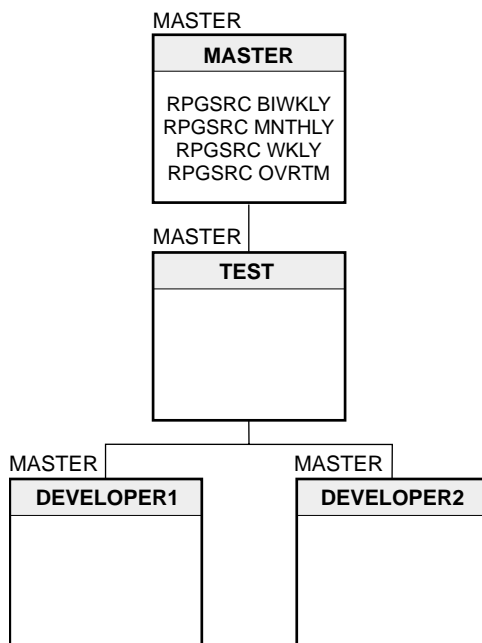 MASTER
MASTER
RPGSRC BIWKLY
RPGSRC MNTHLY
RPGSRC WKLY
RPGSRC OVRTM
MASTER
TEST
MASTER
DEVELOPER1
MASTER
DEVELOPER2